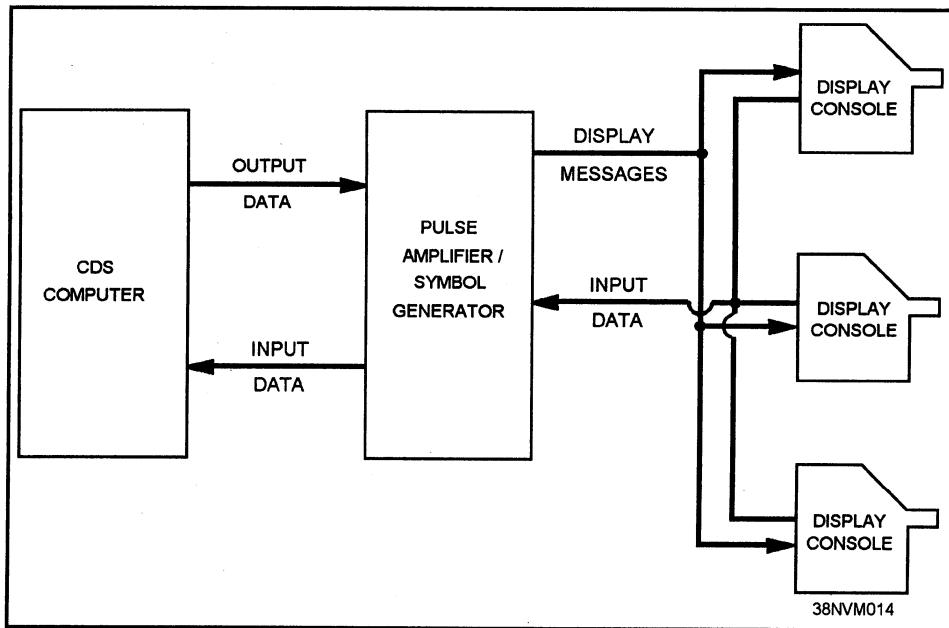 CDS
COMPUTER
OUTPUT
DATA
INPUT
DATA
PULSE
AMPLIFIER /
SYMBOL
GENERATOR
DISPLAY
MESSAGES
INPUT
DATA
DISPLAY
CONSOLE
DISPLAY
CONSOLE
DISPLAY
CONSOLE
38NVM014